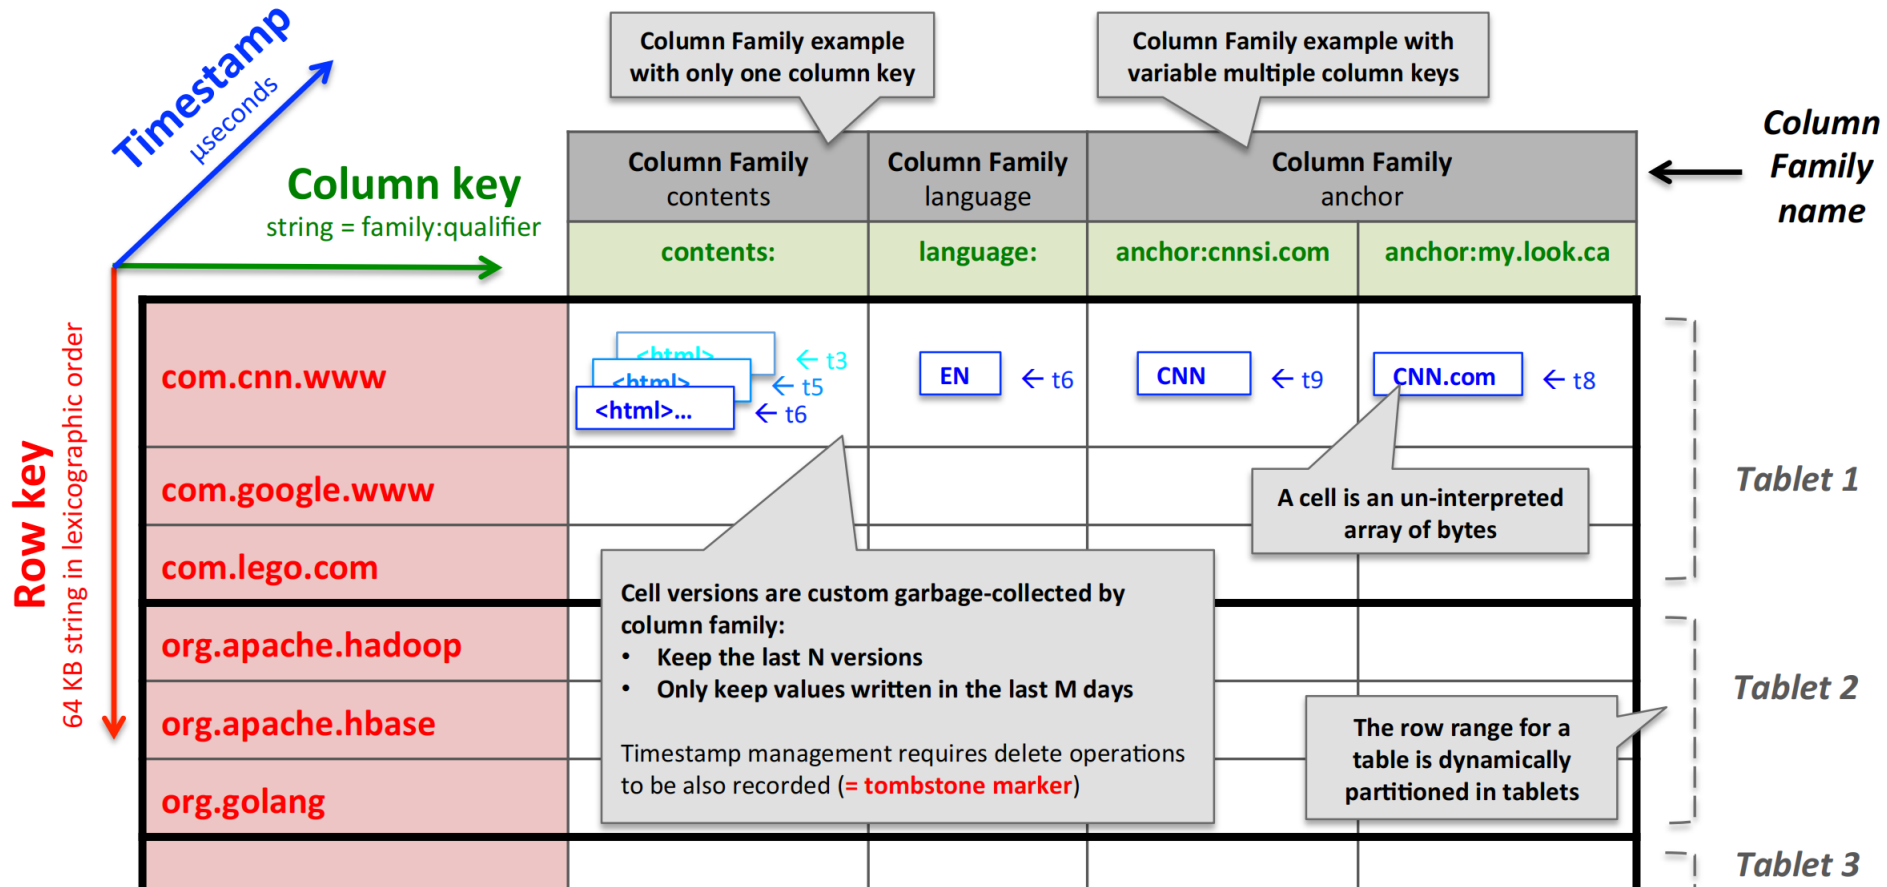 Timestamp
μseconds
Column key
string = family:qualifier
Row key
64 KB string in lexicographic order
Column Family example
with only one column key
Column Family example with
variable multiple column keys
Column
Family
name
Column Family
contents
Column Family
language
Column Family
anchor
contents:
language:
anchor:cnnsi.com
anchor:my.look.ca
com.cnn.www
<html>
← t3
<html>
← t5
<html>...
← t6
EN
← t6
CNN
← t9
CNN.com
← t8
com.google.www
com.lego.com
A cell is an un-interpreted
array of bytes
Tablet 1
Cell versions are custom garbage-collected by
column family:
• Keep the last N versions
• Only keep values written in the last M days
Timestamp management requires delete operations
to be also recorded (= tombstone marker)
org.apache.hadoop
org.apache.hbase
org.golang
The row range for a
table is dynamically
partitioned in tablets
Tablet 2
Tablet 3